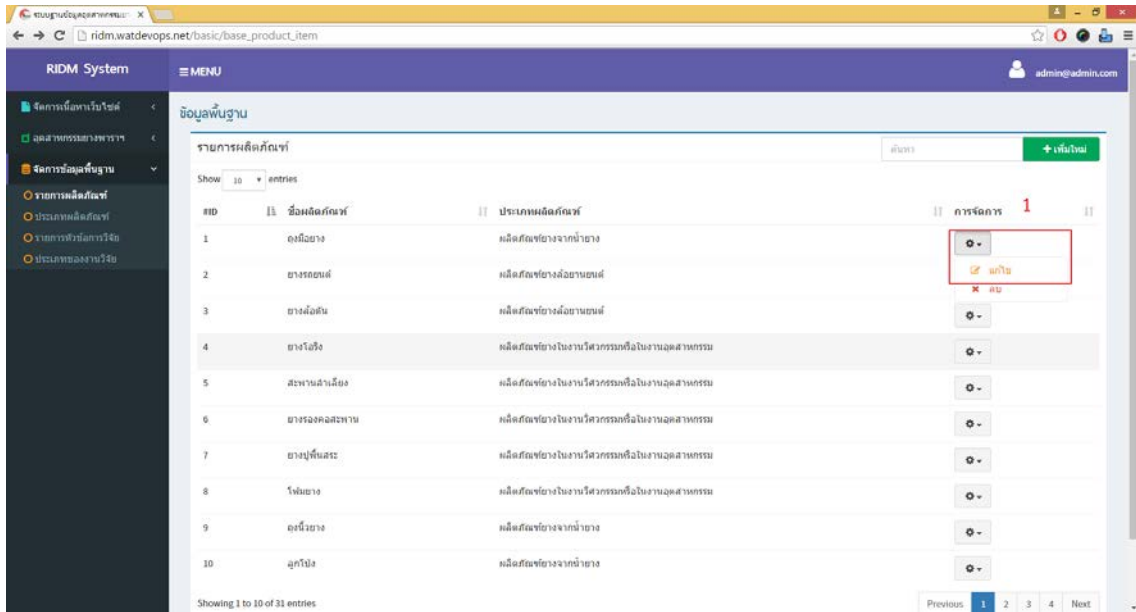 ridm.watdevops.net/basic/base_product_item
RIDM System
MENU
admin@admin.com
จัดการเนื้อหาเว็บไซต์
อุตสาหกรรมยางพาราฯ
จัดการข้อมูลพื้นฐาน
รายการผลิตภัณฑ์
ประเภทผลิตภัณฑ์
รายการหัวข้อการวิจัย
ประเภทของงานวิจัย
ข้อมูลพื้นฐาน
รายการผลิตภัณฑ์
ค้นหา
เพิ่มใหม่
Show 10 entries
#ID ชื่อผลิตภัณฑ์ ประเภทผลิตภัณฑ์ การจัดการ 1
1 ถุงมือยาง ผลิตภัณฑ์ยางจากน้ำยาง
แก้ไข
2 ยางรถยนต์ ผลิตภัณฑ์ยางล้อยานยนต์
ลบ
3 ยางล้อตัน ผลิตภัณฑ์ยางล้อยานยนต์
4 ยางโอริง ผลิตภัณฑ์ยางในงานวิศวกรรมหรือในงานอุตสาหกรรม
5 สะพานลำเลียง ผลิตภัณฑ์ยางในงานวิศวกรรมหรือในงานอุตสาหกรรม
6 ยางรองคอสะพาน ผลิตภัณฑ์ยางในงานวิศวกรรมหรือในงานอุตสาหกรรม
7 ยางปูพื้นสระ ผลิตภัณฑ์ยางในงานวิศวกรรมหรือในงานอุตสาหกรรม
8 โฟมยาง ผลิตภัณฑ์ยางในงานวิศวกรรมหรือในงานอุตสาหกรรม
9 ถุงนิ้วยาง ผลิตภัณฑ์ยางจากน้ำยาง
10 ลูกโป่ง ผลิตภัณฑ์ยางจากน้ำยาง
Showing 1 to 10 of 31 entries
Previous 1 2 3 4 Next